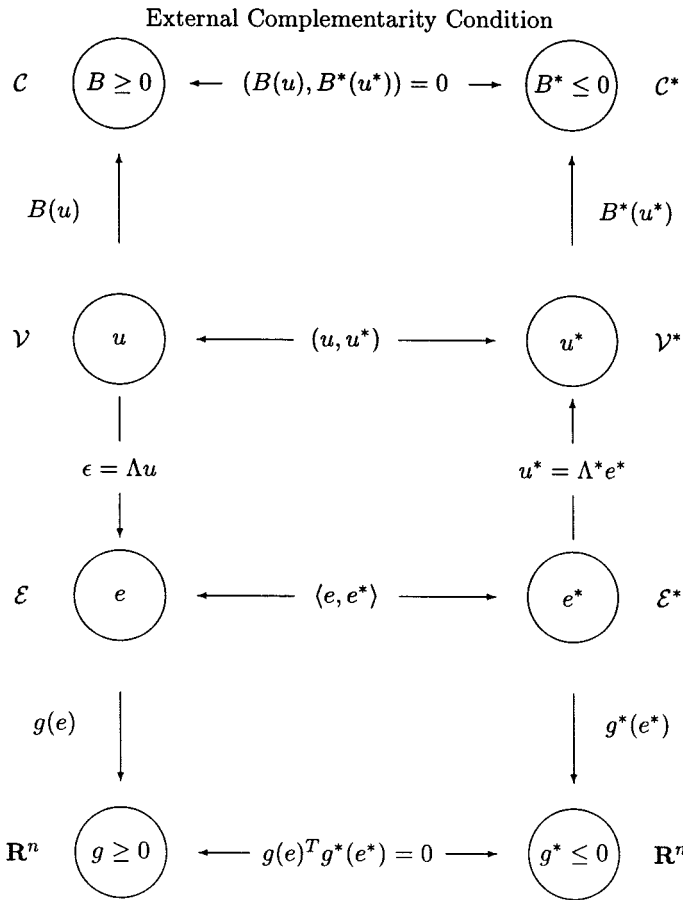 External Complementarity Condition
𝒞 B ≥ 0 (B(u), B*(u*)) = 0 B* ≤ 0 𝒞*
B(u) B*(u*)
𝒱 u (u, u*) u* 𝒱*
ϵ = Λu u* = Λ*e*
ℰ e ⟨e, e*⟩ e* ℰ*
g(e) g*(e*)
𝐑ⁿ g ≥ 0 g(e)ᵀg*(e*) = 0 g* ≤ 0 𝐑ⁿ